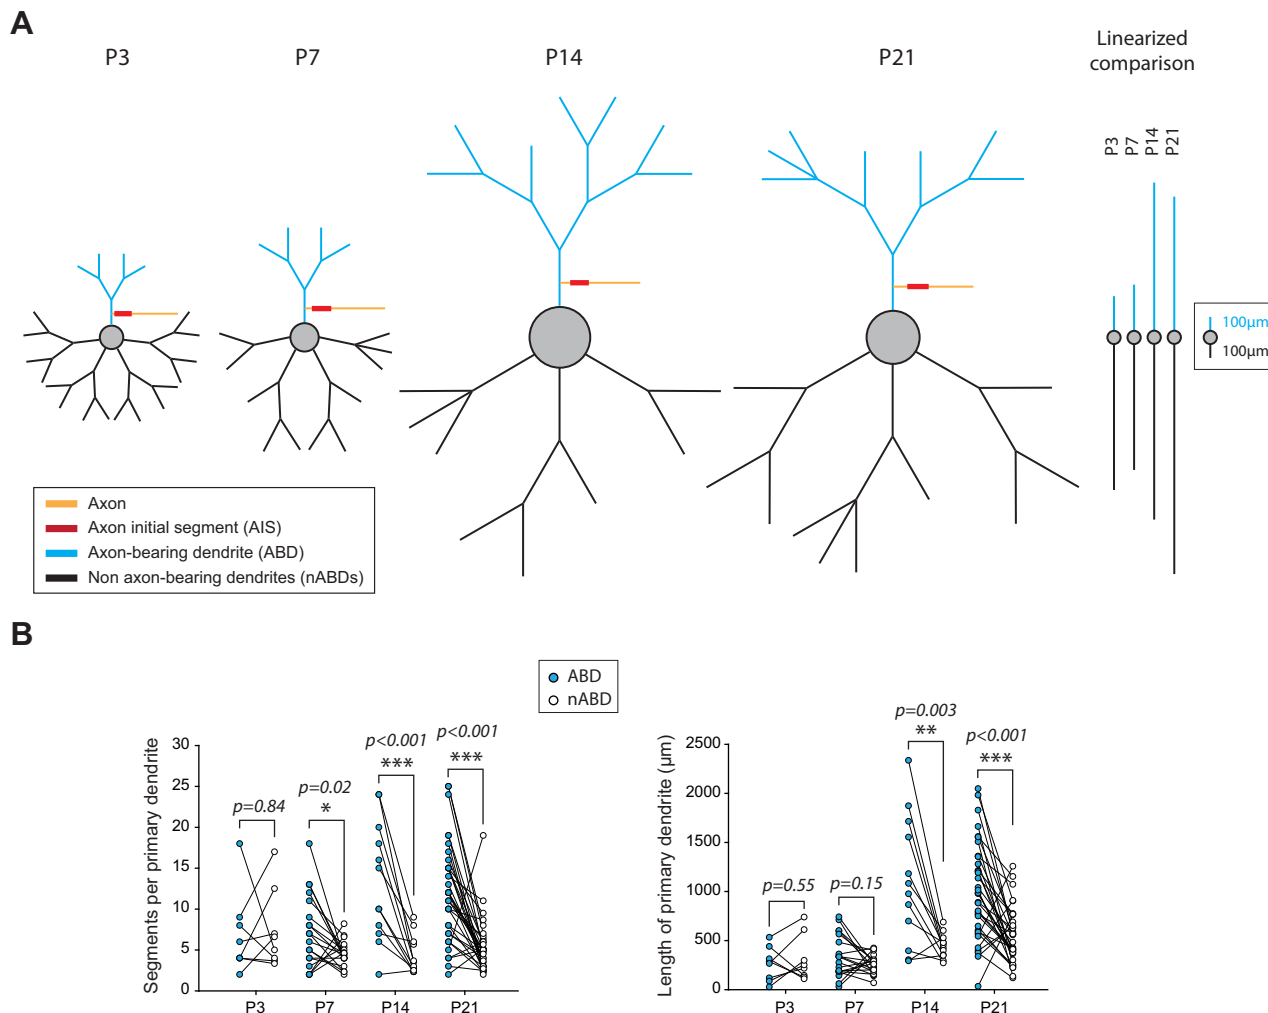 A
P3
P7
P14
P21
Linearized
comparison
P3
P7
P14
P21
100µm
100µm
Axon
Axon initial segment (AIS)
Axon-bearing dendrite (ABD)
Non axon-bearing dendrites (nABDs)
B
ABD
nABD
Segments per primary dendrite
30
25
20
15
10
5
0
p=0.84
p=0.02
*
p<0.001
***
p<0.001
***
P3
P7
P14
P21
Length of primary dendrite (µm)
2500
2000
1500
1000
500
0
p=0.55
p=0.15
p=0.003
**
p<0.001
***
P3
P7
P14
P21